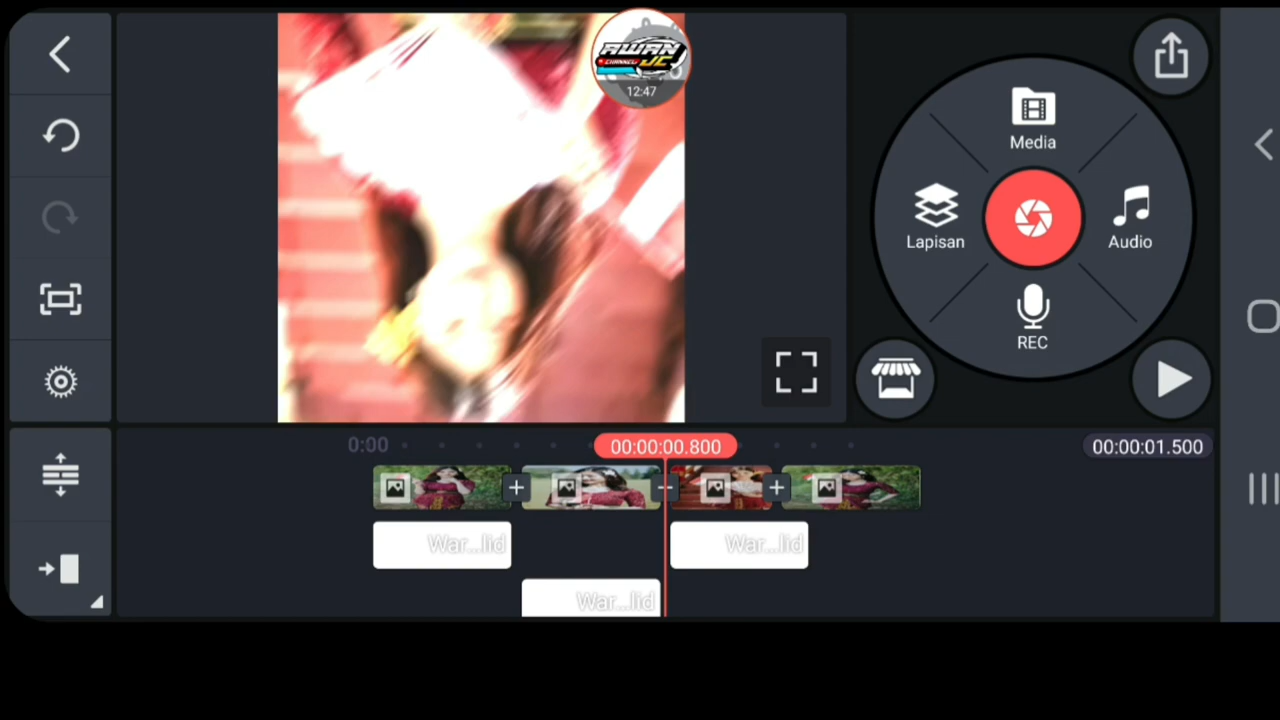 AWAN
CHANNEL JC
12:47
Media
Lapisan
Audio
REC
0:00
00:00:00.800
00:00:01.500
War...lid
War...lid
War...lid